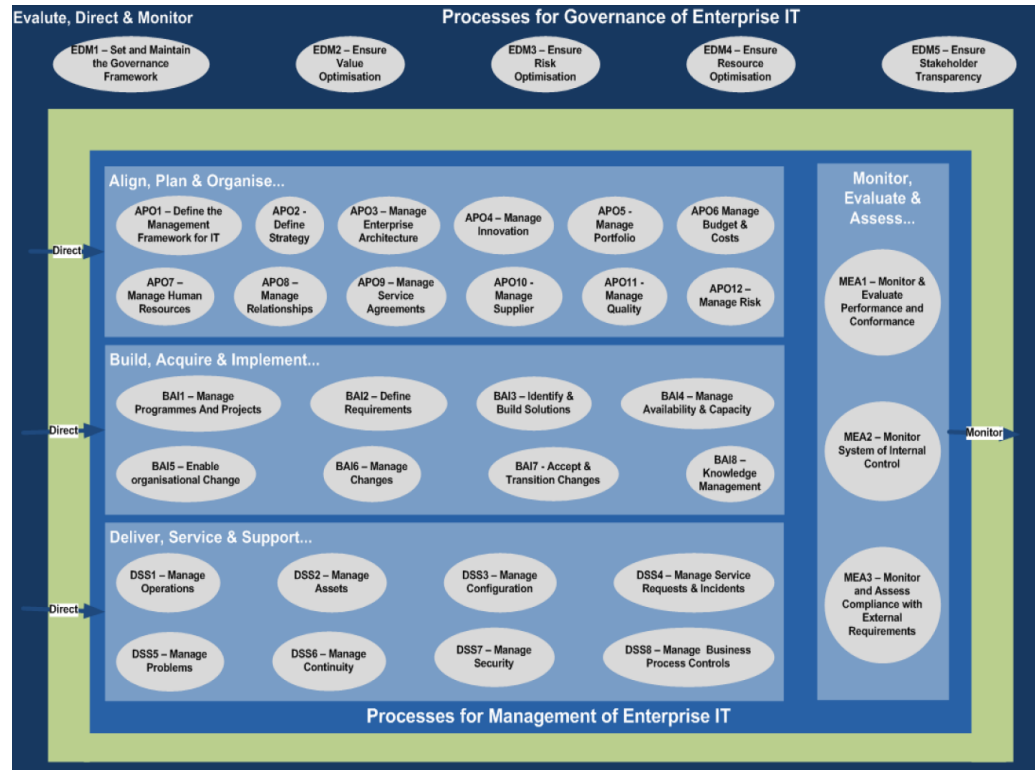 Evalute, Direct & Monitor
Processes for Governance of Enterprise IT
EDM1 – Set and Maintain
the Governance
Framework
EDM2 – Ensure
Value
Optimisation
EDM3 – Ensure
Risk
Optimisation
EDM4 – Ensure
Resource
Optimisation
EDM5 – Ensure
Stakeholder
Transparency
Align, Plan & Organise...
APO1 – Define the
Management
Framework for IT
APO2 -
Define
Strategy
APO3 – Manage
Enterprise
Architecture
APO4 – Manage
Innovation
APO5 -
Manage
Portfolio
APO6 Manage
Budget &
Costs
APO7 –
Manage Human
Resources
APO8 –
Manage
Relationships
APO9 – Manage
Service
Agreements
APO10 -
Manage
Supplier
APO11 -
Manage
Quality
APO12 –
Manage Risk
Direct
Build, Acquire & Implement...
BAI1 – Manage
Programmes And Projects
BAI2 – Define
Requirements
BAI3 – Identify &
Build Solutions
BAI4 – Manage
Availability & Capacity
BAI5 – Enable
organisational Change
BAI6 – Manage
Changes
BAI7 - Accept &
Transition Changes
BAI8 –
Knowledge
Management
Direct
Deliver, Service & Support...
DSS1 – Manage
Operations
DSS2 – Manage
Assets
DSS3 – Manage
Configuration
DSS4 – Manage Service
Requests & Incidents
DSS5 – Manage
Problems
DSS6 – Manage
Continuity
DSS7 – Manage
Security
DSS8 – Manage Business
Process Controls
Direct
Monitor,
Evaluate &
Assess...
MEA1 – Monitor &
Evaluate
Performance and
Conformance
MEA2 – Monitor
System of Internal
Control
MEA3 – Monitor
and Assess
Compliance with
External
Requirements
Monitor
Processes for Management of Enterprise IT